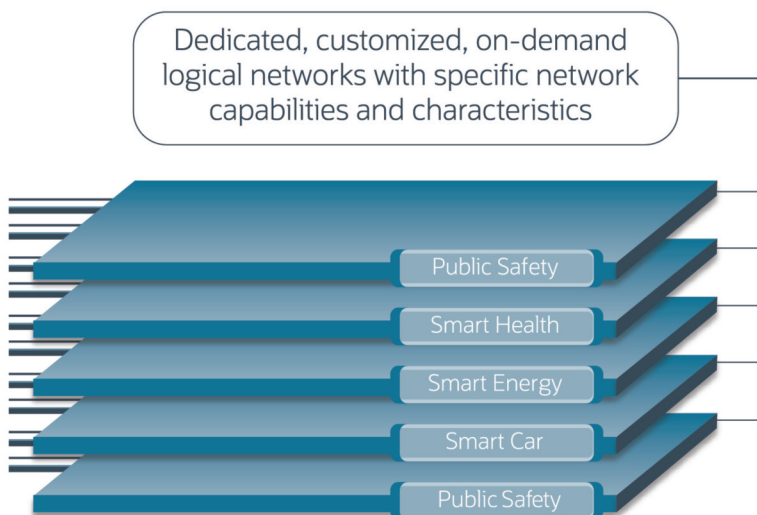 Dedicated, customized, on-demand
logical networks with specific network
capabilities and characteristics
Public Safety
Smart Health
Smart Energy
Smart Car
Public Safety